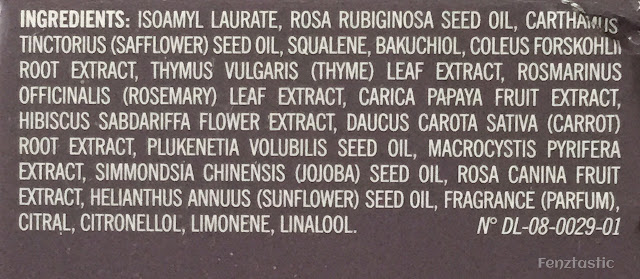 INGREDIENTS: ISOAMYL LAURATE, ROSA RUBIGINOSA SEED OIL, CARTHAMUS
TINCTORIUS (SAFFLOWER) SEED OIL, SQUALENE, BAKUCHIOL, COLEUS FORSKOHLII
ROOT EXTRACT, THYMUS VULGARIS (THYME) LEAF EXTRACT, ROSMARINUS
OFFICINALIS (ROSEMARY) LEAF EXTRACT, CARICA PAPAYA FRUIT EXTRACT,
HIBISCUS SABDARIFFA FLOWER EXTRACT, DAUCUS CAROTA SATIVA (CARROT)
ROOT EXTRACT, PLUKENETIA VOLUBILIS SEED OIL, MACROCYSTIS PYRIFERA
EXTRACT, SIMMONDSIA CHINENSIS (JOJOBA) SEED OIL, ROSA CANINA FRUIT
EXTRACT, HELIANTHUS ANNUUS (SUNFLOWER) SEED OIL, FRAGRANCE (PARFUM),
CITRAL, CITRONELLOL, LIMONENE, LINALOOL. N° DL-08-0029-01
Fenztastic